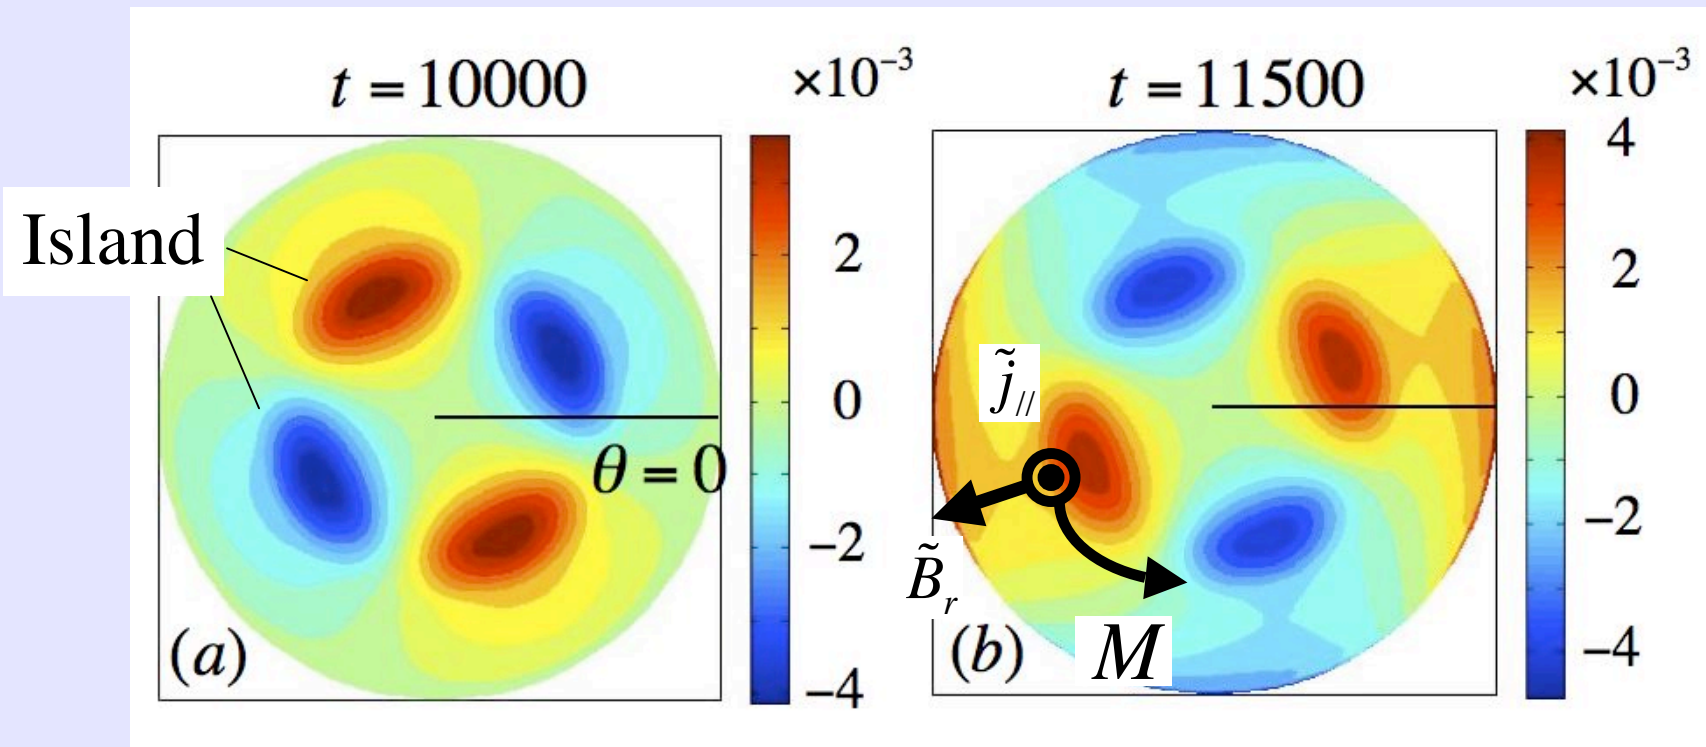 t = 10000
×10⁻³
t = 11500
×10⁻³
Island
2
0
−2
−4
θ = 0
(a)
4
2
0
−2
−4
j̃//
B̃r
M
(b)